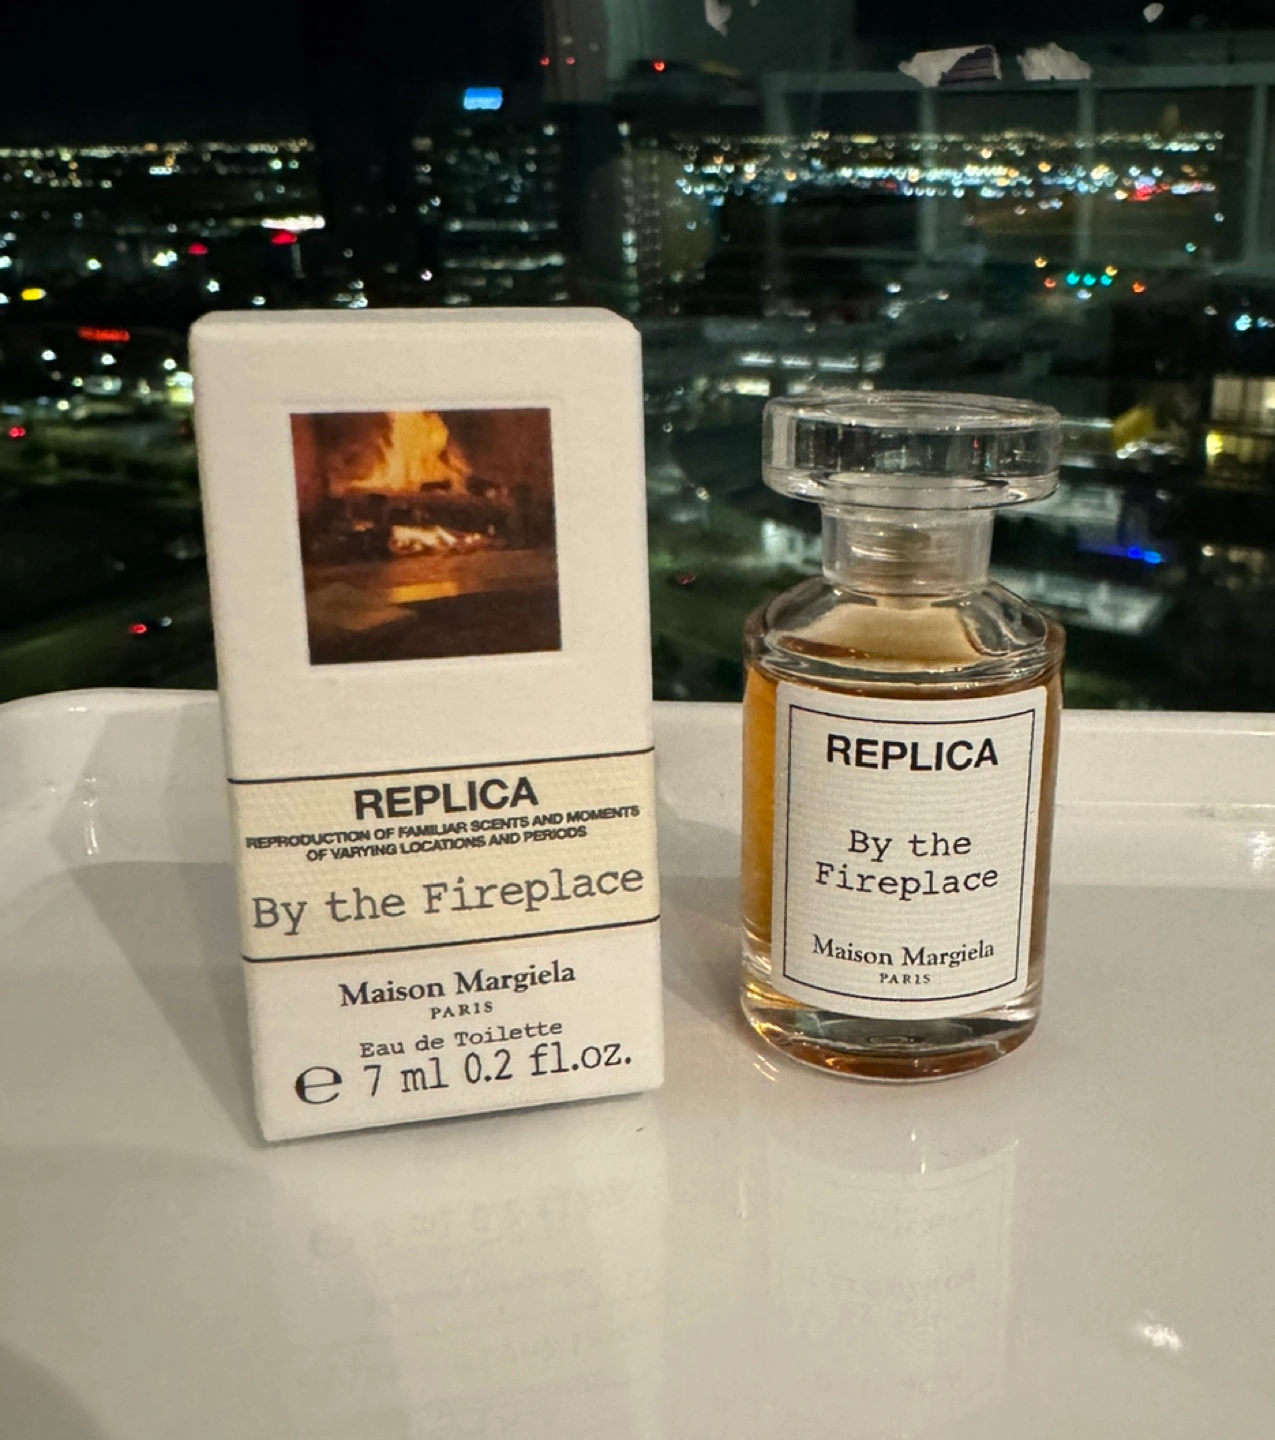 REPLICA
REPRODUCTION OF FAMILIAR SCENTS AND MOMENTS
OF VARYING LOCATIONS AND PERIODS
By the Fireplace
Maison Margiela
PARIS
Eau de Toilette
℮ 7 ml 0.2 fl.oz.
REPLICA
By the
Fireplace
Maison Margiela
PARIS